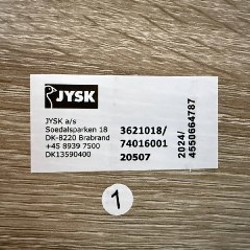 JYSK
JYSK a/s
Soedalsparken 18
DK-8220 Brabrand
+45 8939 7500
DK13590400
3621018/
74016001
20507
2024/
4550664787
1